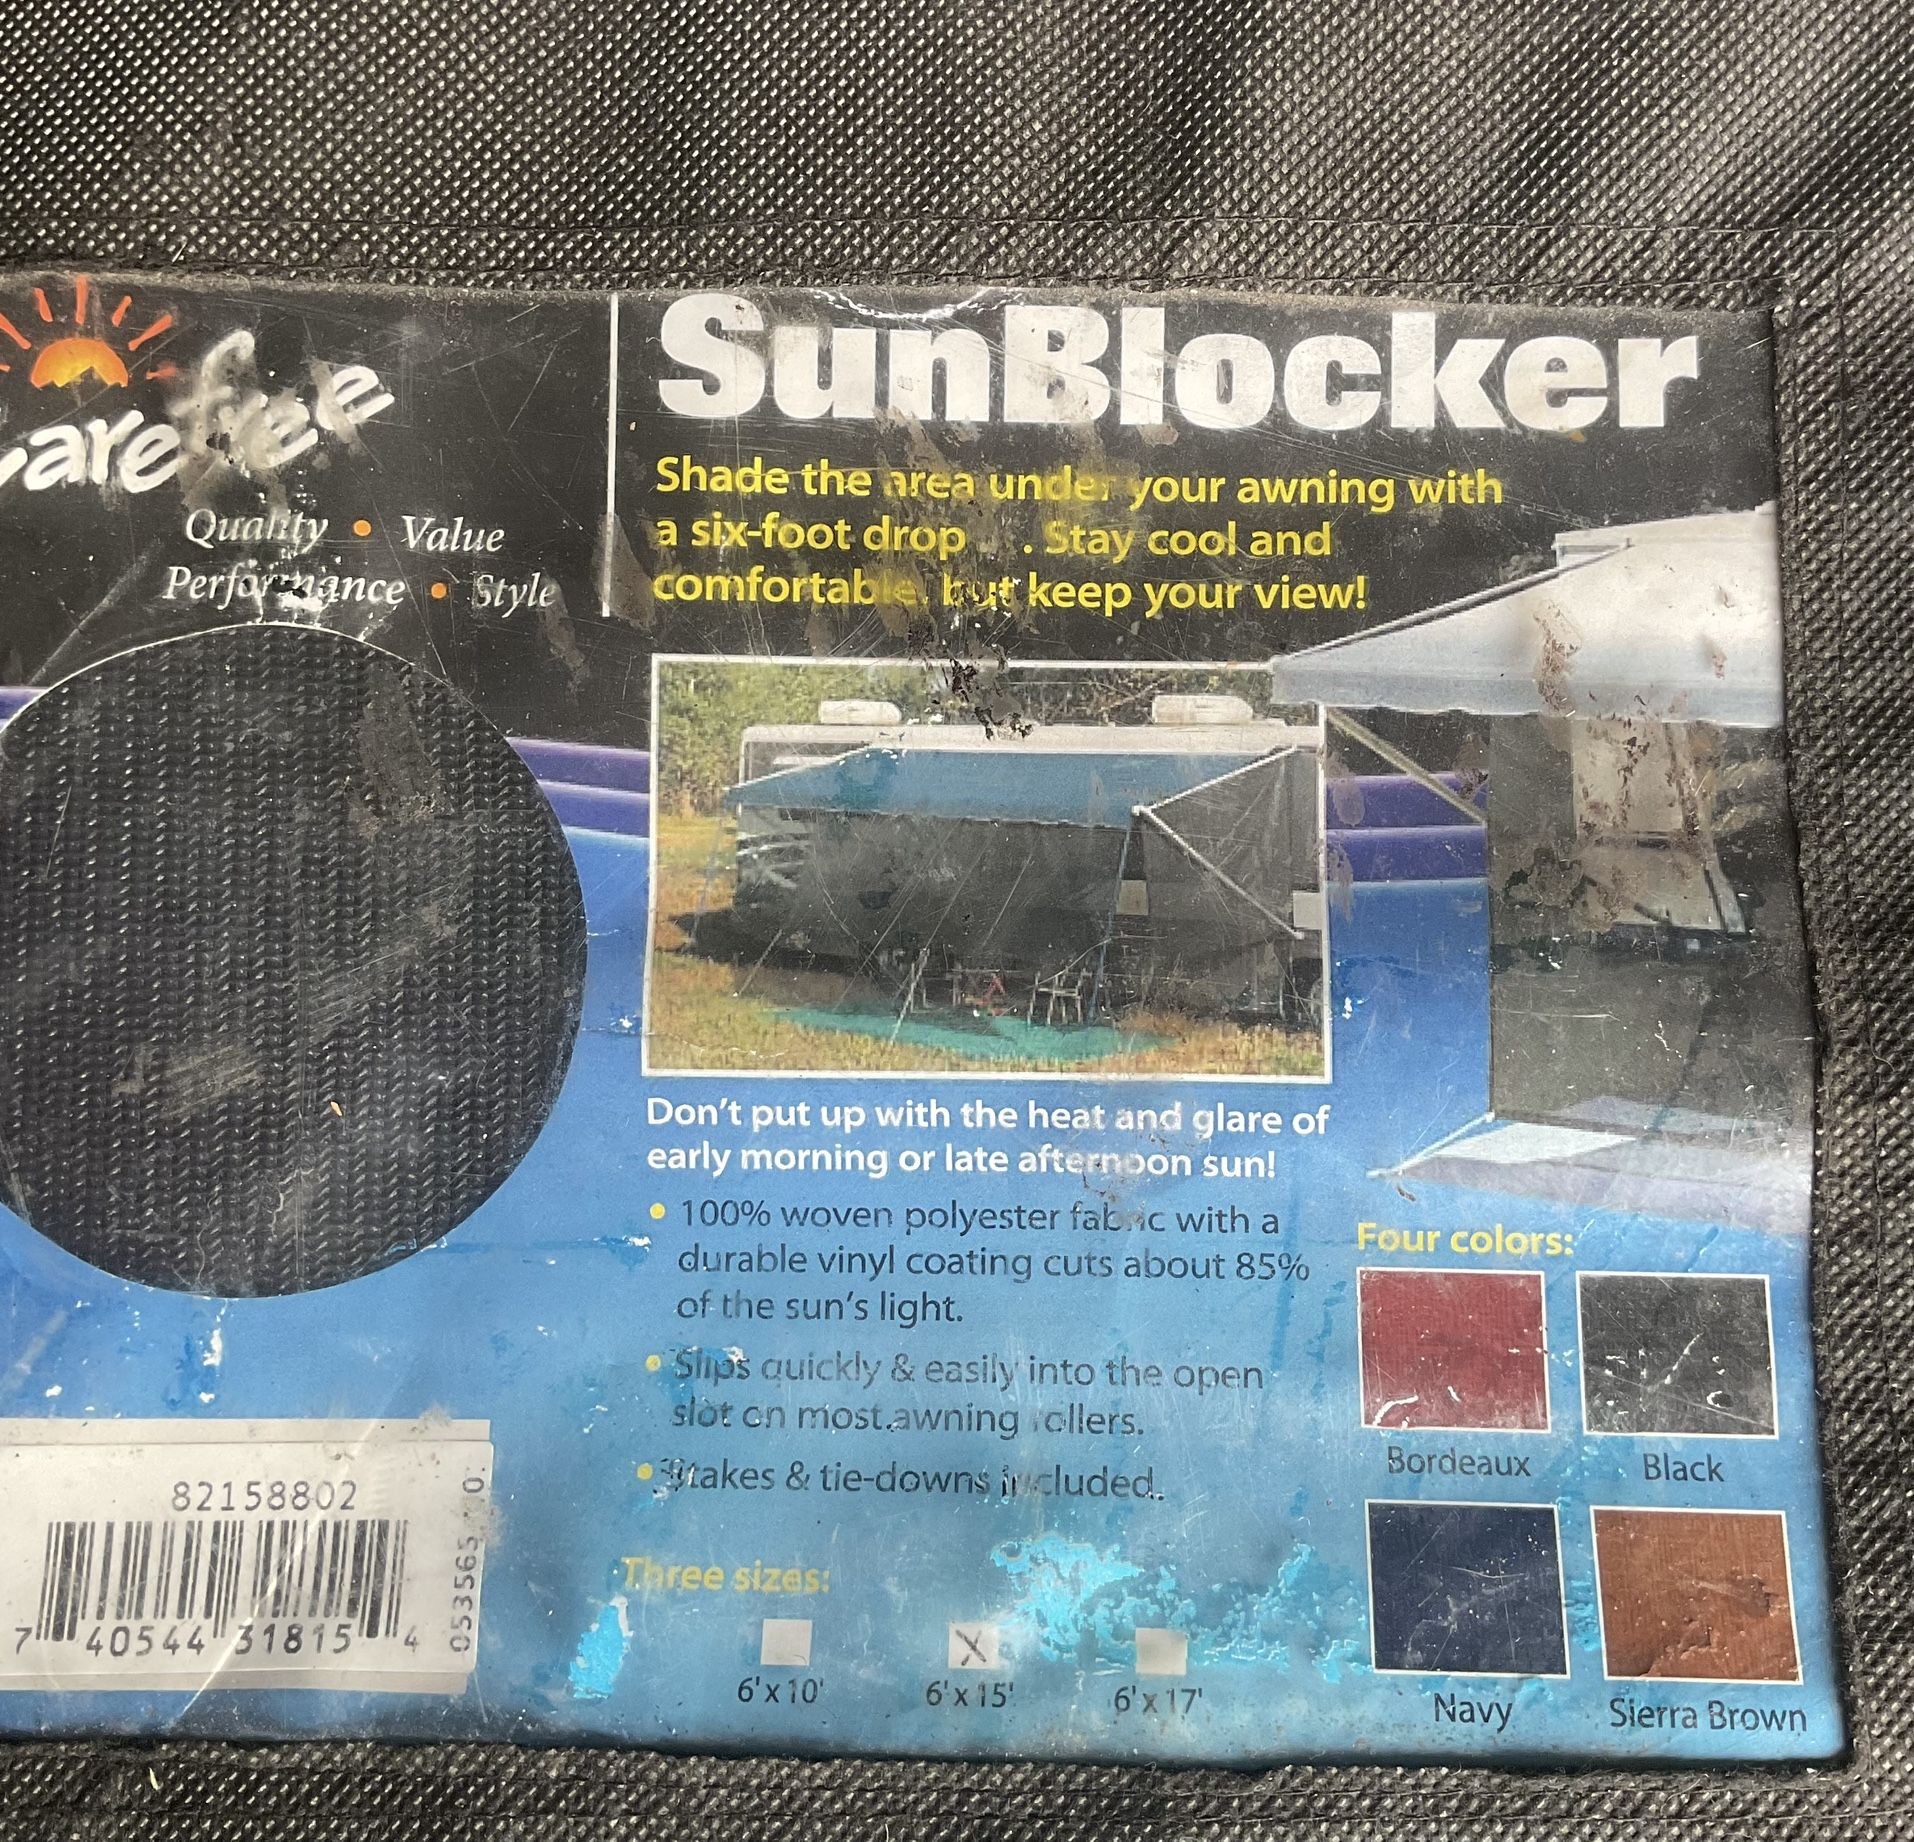 Carefree
Quality • Value
Performance • Style
SunBlocker
Shade the area under your awning with
a six-foot drop . Stay cool and
comfortable, but keep your view!
Don't put up with the heat and glare of
early morning or late afternoon sun!
• 100% woven polyester fabric with a
durable vinyl coating cuts about 85%
of the sun's light.
• Slips quickly & easily into the open
slot on most awning rollers.
• Stakes & tie-downs included.
Three sizes:
X
6'x10' 6'x15' 6'x17'
Four colors:
Bordeaux Black
Navy Sierra Brown
82158802
7 40544 31815 4